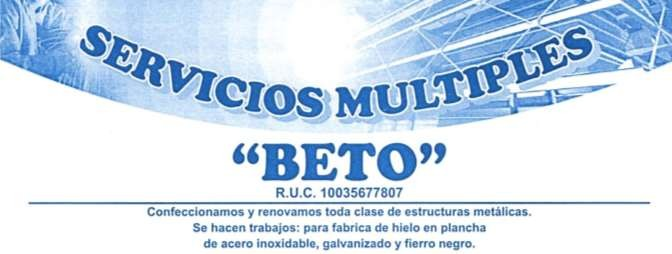 SERVICIOS MULTIPLES
“BETO”
R.U.C. 10035677807
Confeccionamos y renovamos toda clase de estructuras metálicas.
Se hacen trabajos: para fabrica de hielo en plancha
de acero inoxidable, galvanizado y fierro negro.